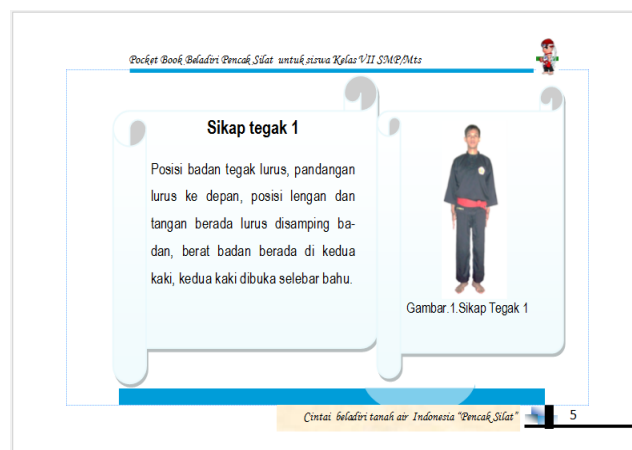 Pocket Book Beladiri Pencak Silat untuk siswa Kelas VII SMP/Mts
Sikap tegak 1
Posisi badan tegak lurus, pandangan
lurus ke depan, posisi lengan dan
tangan berada lurus disamping ba-
dan, berat badan berada di kedua
kaki, kedua kaki dibuka selebar bahu.
Gambar.1.Sikap Tegak 1
Cintai beladiri tanah air Indonesia "Pencak Silat"
5